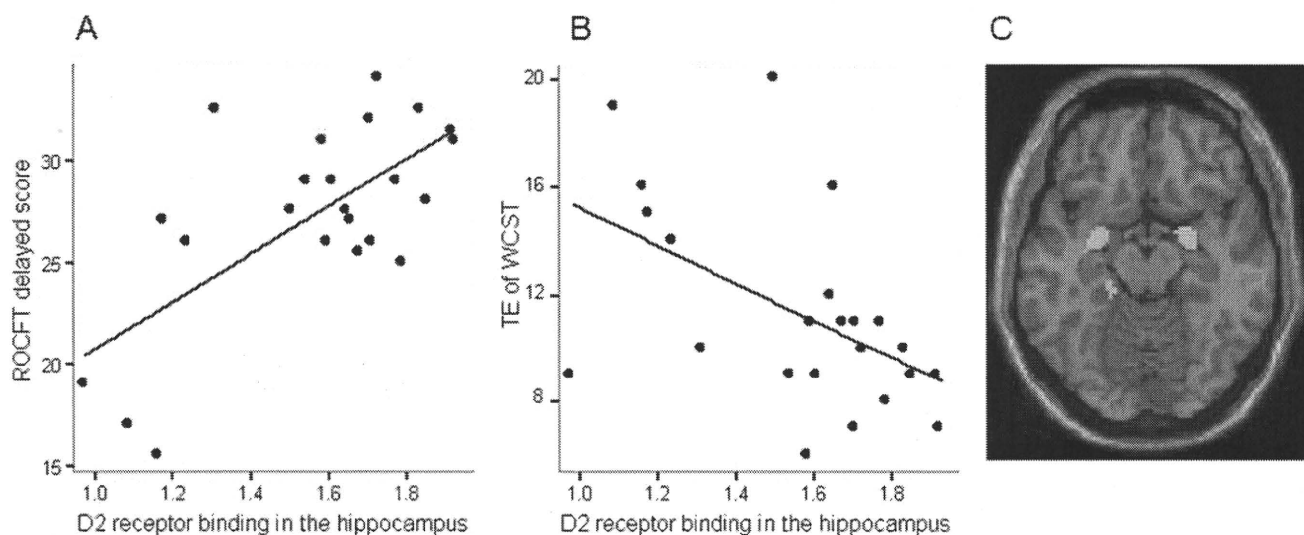 A
ROCFT delayed score
30
25
20
15
1.0 1.2 1.4 1.6 1.8
D2 receptor binding in the hippocampus
B
TE of WCST
20
16
12
8
1.0 1.2 1.4 1.6 1.8
D2 receptor binding in the hippocampus
C